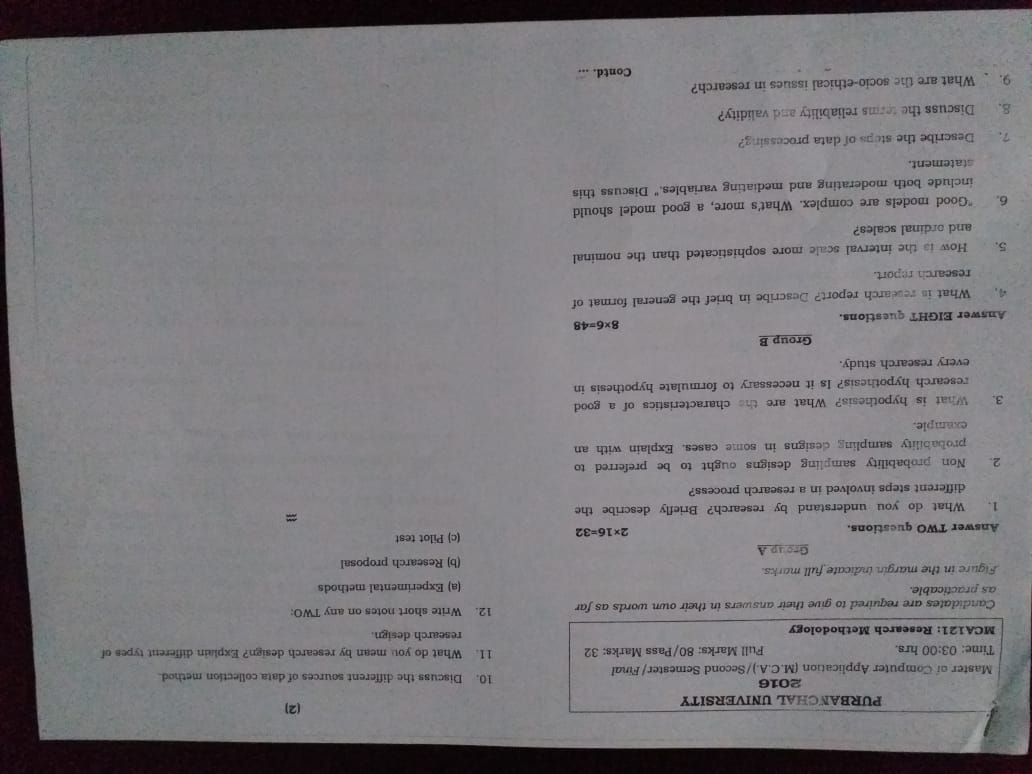 PURBANCHAL UNIVERSITY
2016
Master of Computer Application (M.C.A.)/Second Semester/Final
Time: 03:00 hrs. Full Marks: 80/Pass Marks: 32
MCA121: Research Methodology
Candidates are required to give their answers in their own words as far
as practicable.
Figure in the margin indicate full marks.
Group A
Answer TWO questions. 2×16=32
1. What do you understand by research? Briefly describe the
different steps involved in a research process?
2. Non probability sampling designs ought to be preferred to
probability sampling designs in some cases. Explain with an
example.
3. What is hypothesis? What are the characteristics of a good
research hypothesis? Is it necessary to formulate hypothesis in
every research study.
Group B
Answer EIGHT questions. 8×6=48
4. What is research report? Describe in brief the general format of
research report.
5. How is the interval scale more sophisticated than the nominal
and ordinal scales?
6. "Good models are complex. What's more, a good model should
include both moderating and mediating variables." Discuss this
statement.
7. Describe the steps of data processing?
8. Discuss the terms reliability and validity?
9. What are the socio-ethical issues in research?
Contd. ...
(2)
10. Discuss the different sources of data collection method.
11. What do you mean by research design? Explain different types of
research design.
12. Write short notes on any TWO:
(a) Experimental methods
(b) Research proposal
(c) Pilot test